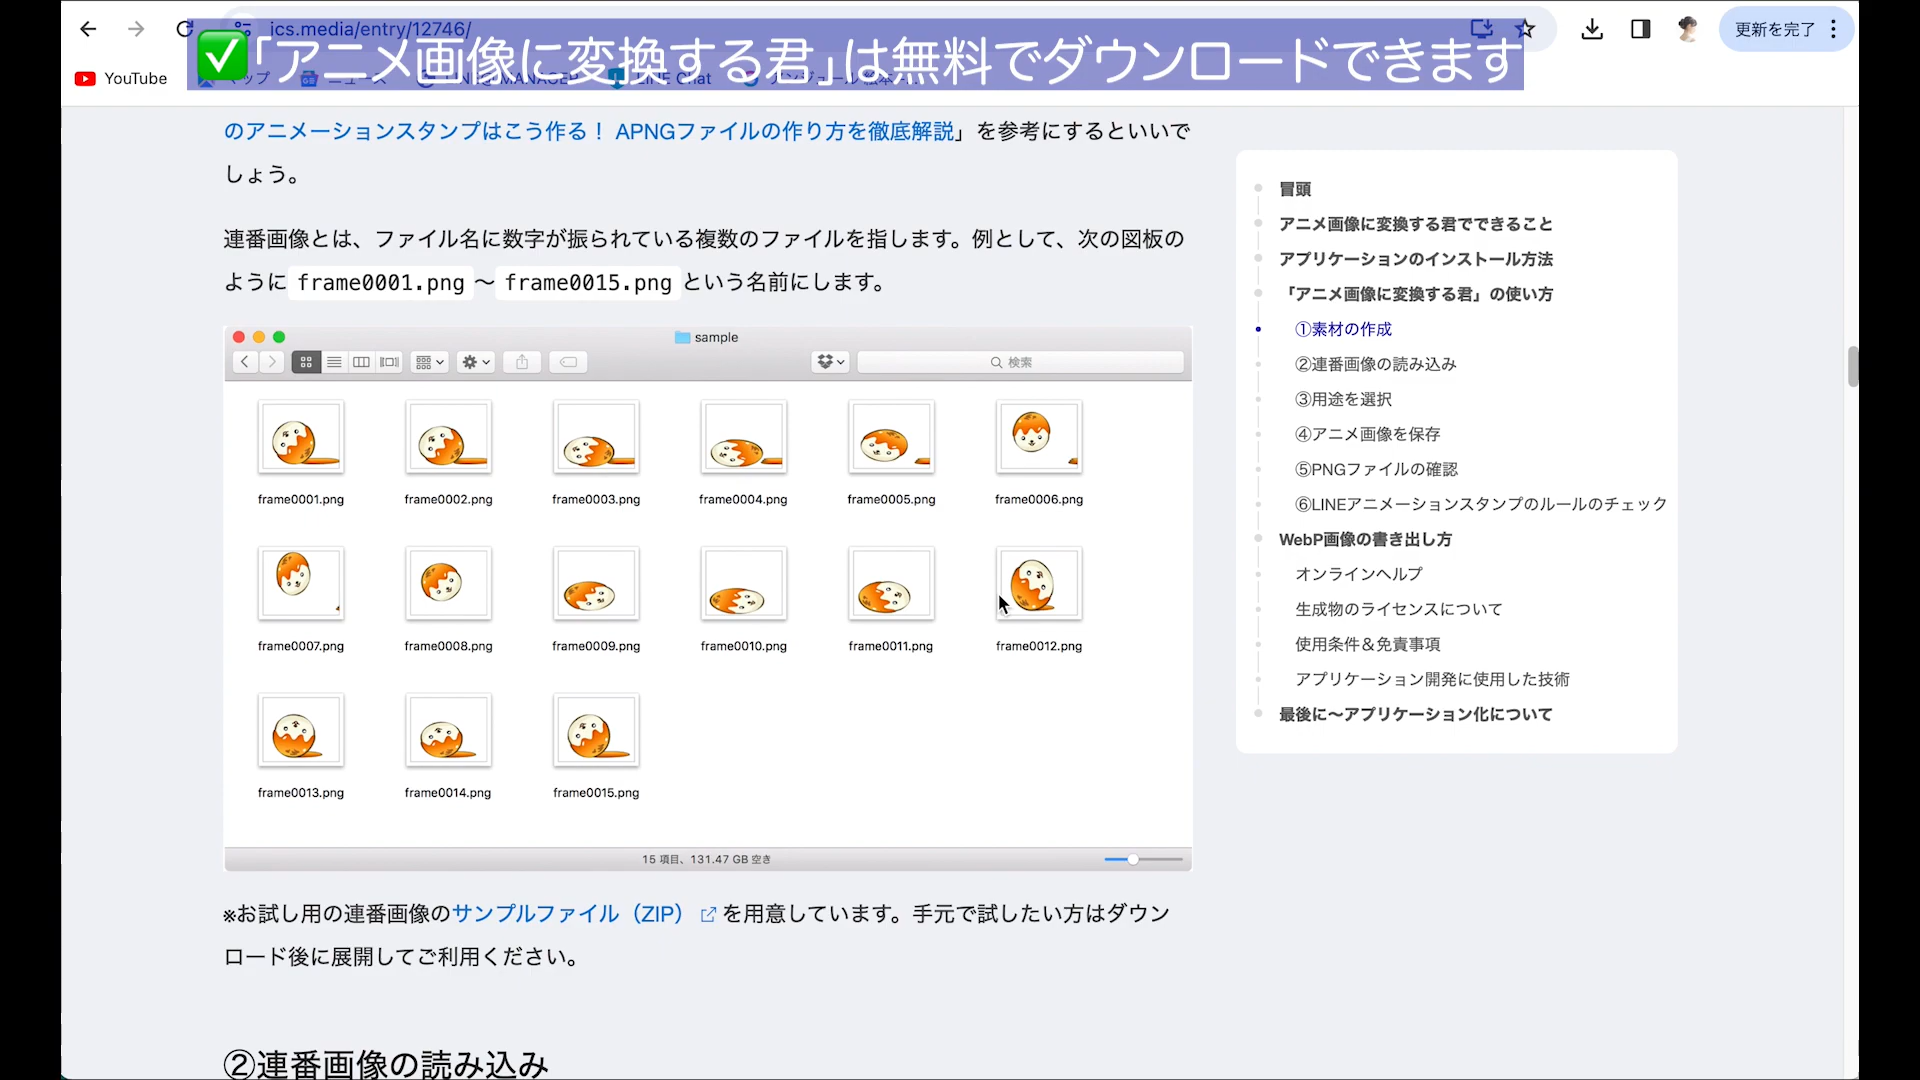 ics.media/entry/12746/
更新を完了
✅「アニメ画像に変換する君」は無料でダウンロードできます
YouTube
のアニメーションスタンプはこう作る！ APNGファイルの作り方を徹底解説」を参考にするといいで
しょう。
連番画像とは、ファイル名に数字が振られている複数のファイルを指します。例として、次の図板の
ように frame0001.png 〜 frame0015.png という名前にします。
sample
検索
frame0001.png frame0002.png frame0003.png frame0004.png frame0005.png frame0006.png
frame0007.png frame0008.png frame0009.png frame0010.png frame0011.png frame0012.png
frame0013.png frame0014.png frame0015.png
15 項目、131.47 GB 空き
※お試し用の連番画像のサンプルファイル（ZIP） を用意しています。手元で試したい方はダウン
ロード後に展開してご利用ください。
②連番画像の読み込み
冒頭
アニメ画像に変換する君でできること
アプリケーションのインストール方法
「アニメ画像に変換する君」の使い方
①素材の作成
②連番画像の読み込み
③用途を選択
④アニメ画像を保存
⑤PNGファイルの確認
⑥LINEアニメーションスタンプのルールのチェック
WebP画像の書き出し方
オンラインヘルプ
生成物のライセンスについて
使用条件＆免責事項
アプリケーション開発に使用した技術
最後に〜アプリケーション化について